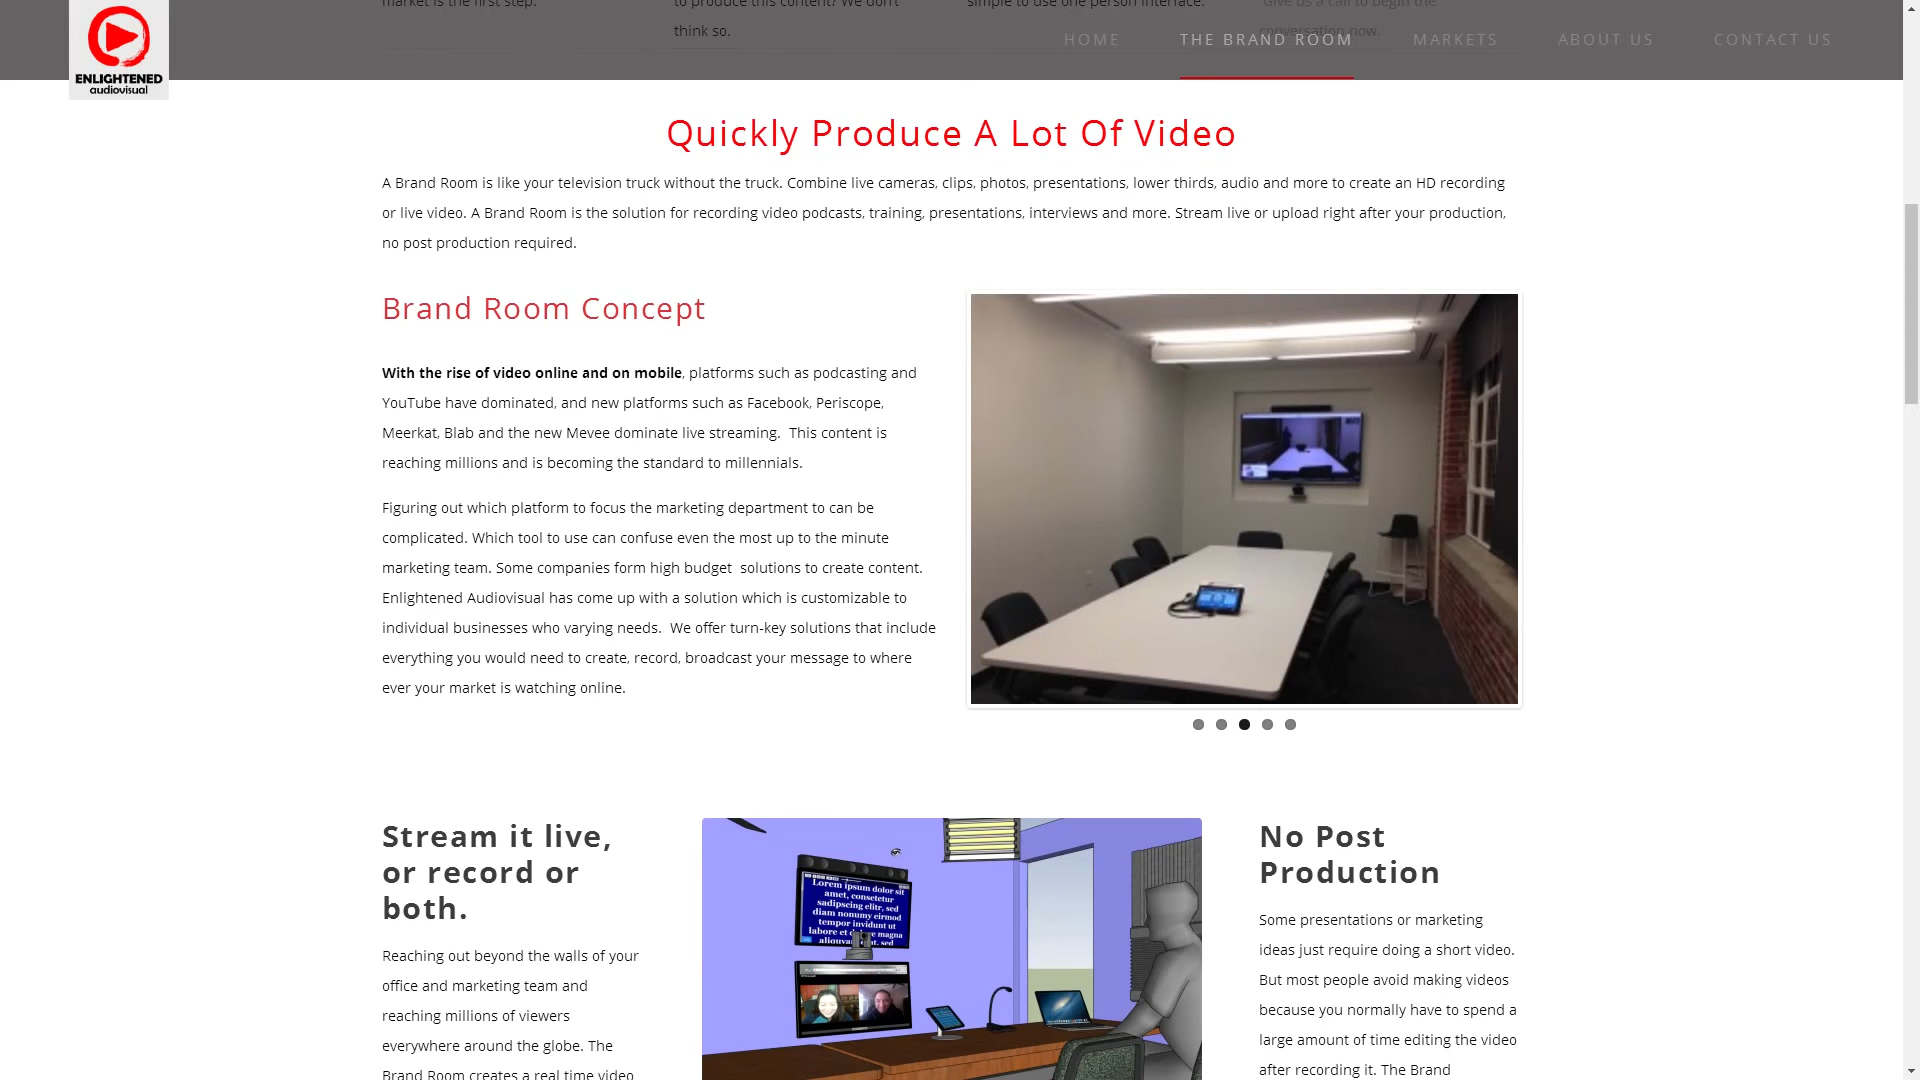 market is the first step.
to produce this content? We don't
think so.
simple to use one person interface.
Give us a call to begin the
conversation now.
ENLIGHTENED
audiovisual
HOME
THE BRAND ROOM
MARKETS
ABOUT US
CONTACT US
Quickly Produce A Lot Of Video
A Brand Room is like your television truck without the truck. Combine live cameras, clips, photos, presentations, lower thirds, audio and more to create an HD recording
or live video. A Brand Room is the solution for recording video podcasts, training, presentations, interviews and more. Stream live or upload right after your production,
no post production required.
Brand Room Concept
With the rise of video online and on mobile, platforms such as podcasting and
YouTube have dominated, and new platforms such as Facebook, Periscope,
Meerkat, Blab and the new Mevee dominate live streaming.  This content is
reaching millions and is becoming the standard to millennials.
Figuring out which platform to focus the marketing department to can be
complicated. Which tool to use can confuse even the most up to the minute
marketing team. Some companies form high budget  solutions to create content.
Enlightened Audiovisual has come up with a solution which is customizable to
individual businesses who varying needs.  We offer turn-key solutions that include
everything you would need to create, record, broadcast your message to where
ever your market is watching online.
Stream it live,
or record or
both.
Reaching out beyond the walls of your
office and marketing team and
reaching millions of viewers
everywhere around the globe. The
Brand Room creates a real time video
Lorem ipsum dolor sit
amet, consetetur
sadipscing elitr, sed
diam nonumy eirmod
tempor invidunt ut
labore et dolore magna
aliquyam erat, sed
No Post
Production
Some presentations or marketing
ideas just require doing a short video.
But most people avoid making videos
because you normally have to spend a
large amount of time editing the video
after recording it. The Brand